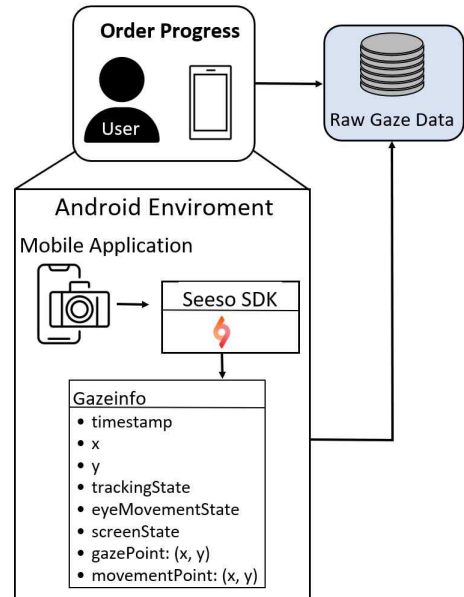 Order Progress
User
Raw Gaze Data
Android Enviroment
Mobile Application
Seeso SDK
Gazeinfo
• timestamp
• x
• y
• trackingState
• eyeMovementState
• screenState
• gazePoint: (x, y)
• movementPoint: (x, y)